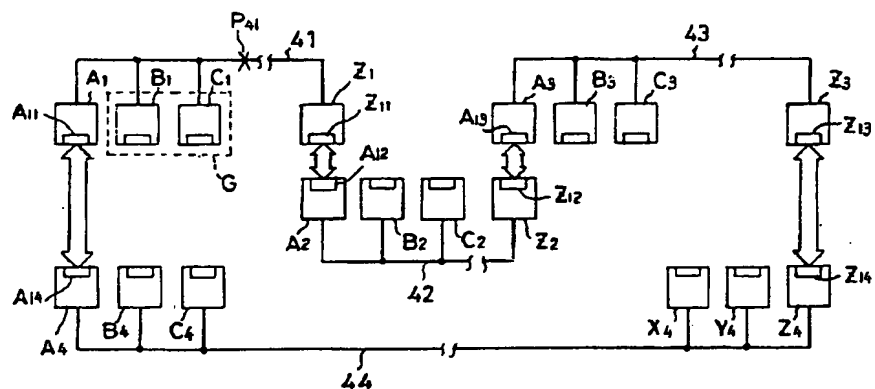 P41
41
43
A1 B1 C1 Z1 A3 B3 C3 Z3
A11 Z11 A13 Z13
G A12 Z12
A2 B2 C2 Z2
42
A14 Z14
A4 B4 C4 X4 Y4 Z4
44